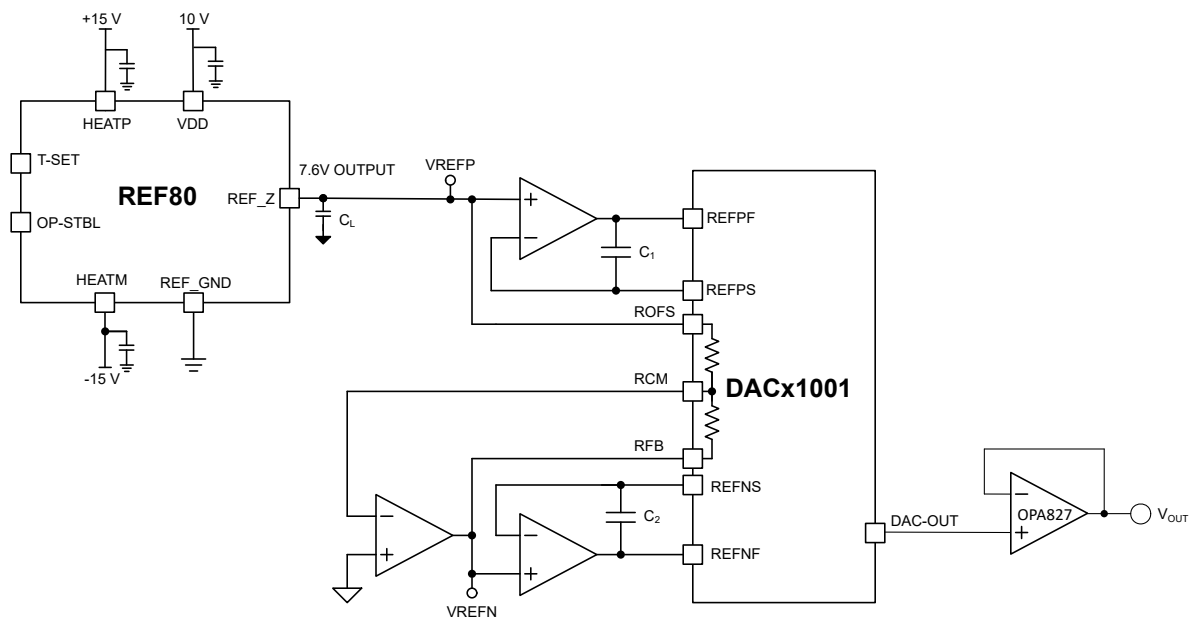 +15 V
10 V
HEATP
VDD
T-SET
7.6V OUTPUT
VREFP
REF80
REF_Z
REFPF
OP-STBL
CL
C1
HEATM
REF_GND
REFPS
ROFS
-15 V
RCM
DACx1001
RFB
REFNS
C2
OPA827
DAC-OUT
VOUT
REFNF
VREFN